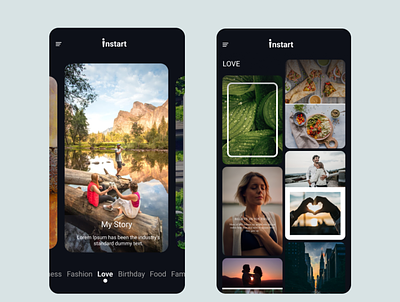 instart
My Story
Lorem Ipsum has been the industry's
standard dummy text.
ess Fashion Love Birthday Food Fam
instart
LOVE